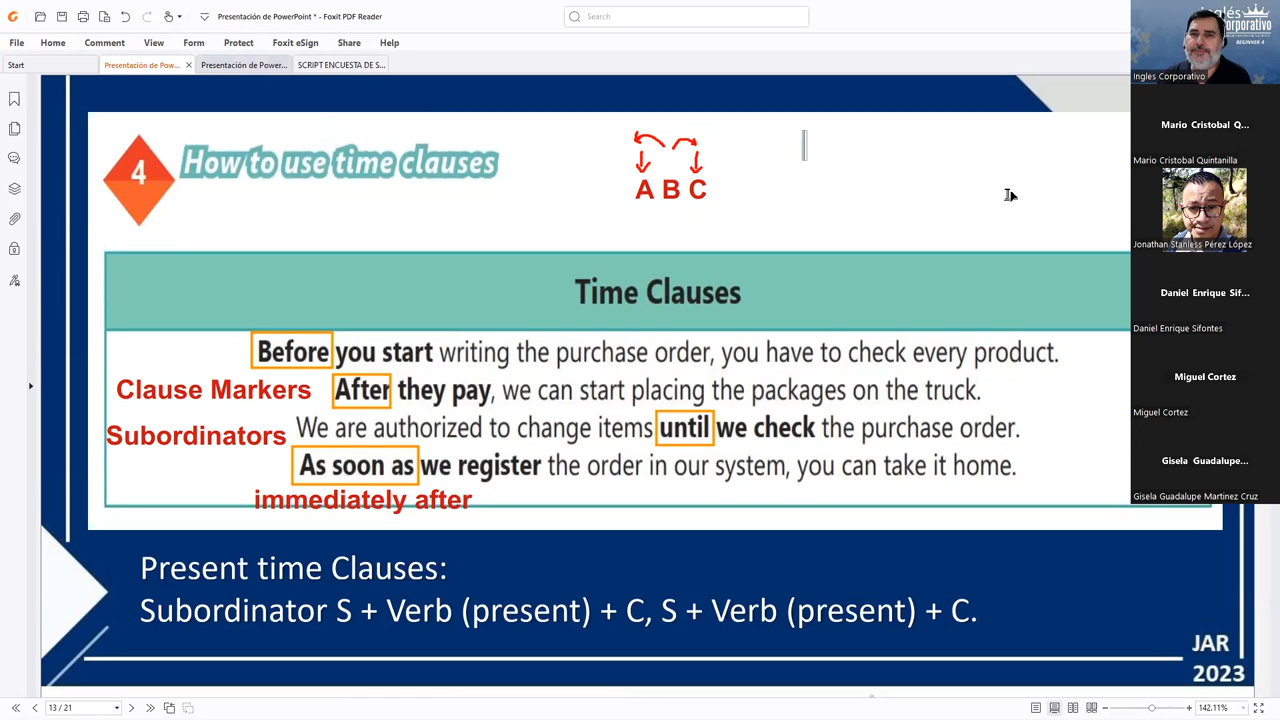 Presentación de PowerPoint * - Foxit PDF Reader
Search
File Home Comment View Form Protect Foxit eSign Share Help
Start
Presentación de Pow...
Presentación de Power...
SCRIPT ENCUESTA DE S...
4
How to use time clauses
A B C
Time Clauses
Before you start writing the purchase order, you have to check every product.
Clause Markers
After they pay, we can start placing the packages on the truck.
Subordinators
We are authorized to change items until we check the purchase order.
As soon as we register the order in our system, you can take it home.
immediately after
Present time Clauses:
Subordinator S + Verb (present) + C, S + Verb (present) + C.
JAR
2023
Inglés
Corporativo
BEGINNER 4
Ingles Corporativo
Mario Cristobal Q...
Mario Cristobal Quintanilla
Jonathan Stanless Pérez López
Daniel Enrique Sif...
Daniel Enrique Sifontes
Miguel Cortez
Miguel Cortez
Gisela Guadalupe...
Gisela Guadalupe Martinez Cruz
13 / 21
142.11%